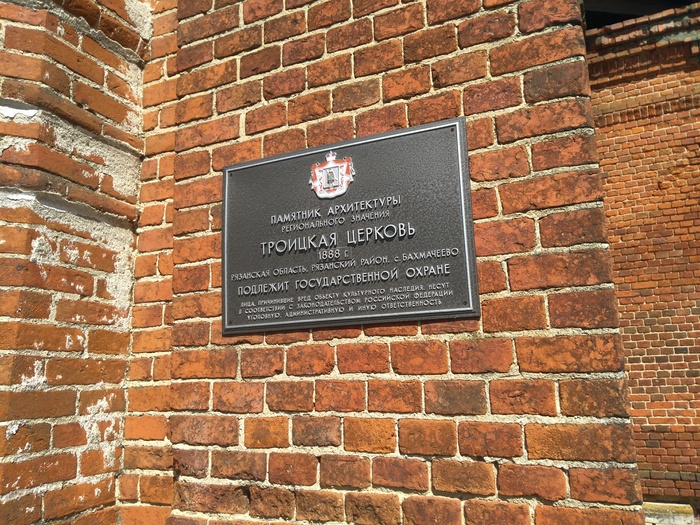 ПАМЯТНИК АРХИТЕКТУРЫ
РЕГИОНАЛЬНОГО ЗНАЧЕНИЯ
ТРОИЦКАЯ ЦЕРКОВЬ
1888 г.
РЯЗАНСКАЯ ОБЛАСТЬ, РЯЗАНСКИЙ РАЙОН, с. БАХМАЧЕЕВО
ПОДЛЕЖИТ ГОСУДАРСТВЕННОЙ ОХРАНЕ
ЛИЦА, ПРИЧИНИВШИЕ ВРЕД ОБЪЕКТУ КУЛЬТУРНОГО НАСЛЕДИЯ, НЕСУТ
В СООТВЕТСТВИИ С ЗАКОНОДАТЕЛЬСТВОМ РОССИЙСКОЙ ФЕДЕРАЦИИ
УГОЛОВНУЮ, АДМИНИСТРАТИВНУЮ И ИНУЮ ОТВЕТСТВЕННОСТЬ